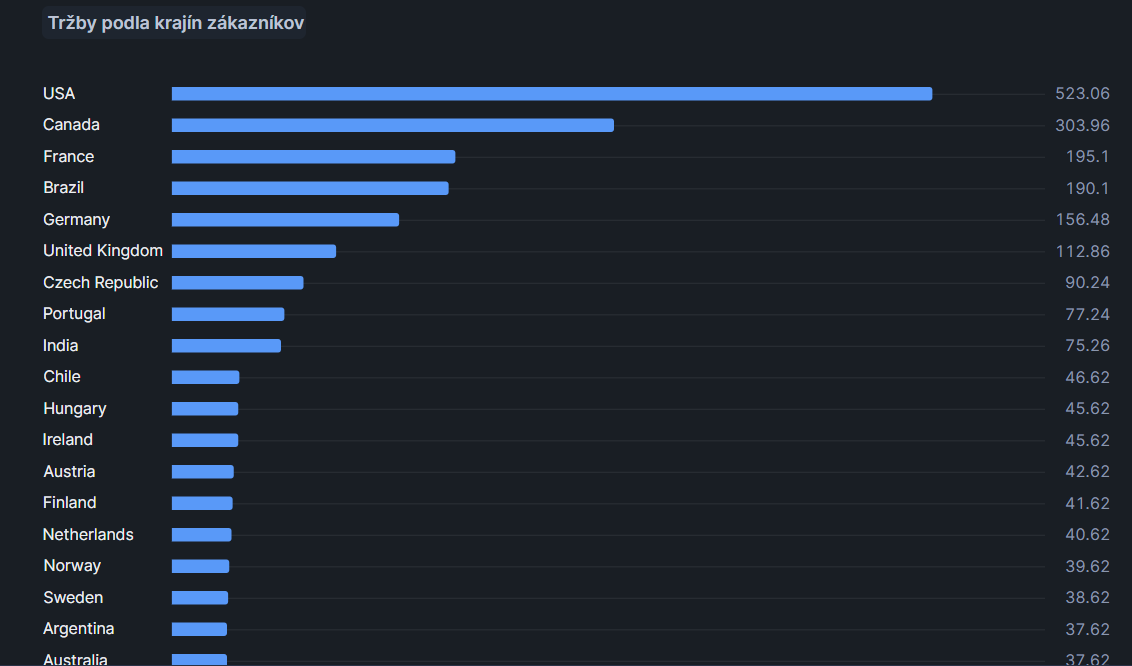 Tržby podla krajín zákazníkov
USA 523.06
Canada 303.96
France 195.1
Brazil 190.1
Germany 156.48
United Kingdom 112.86
Czech Republic 90.24
Portugal 77.24
India 75.26
Chile 46.62
Hungary 45.62
Ireland 45.62
Austria 42.62
Finland 41.62
Netherlands 40.62
Norway 39.62
Sweden 38.62
Argentina 37.62
Australia 37.62